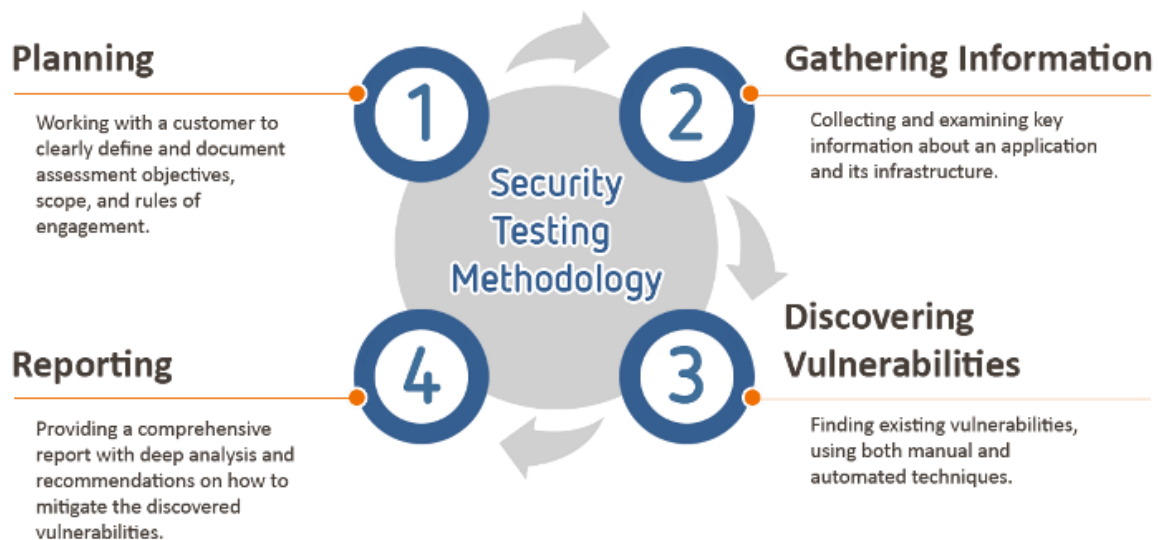 Planning
Working with a customer to
clearly define and document
assessment objectives,
scope, and rules of
engagement.
1
2
Gathering Information
Collecting and examining key
information about an application
and its infrastructure.
Security
Testing
Methodology
3
Discovering
Vulnerabilities
Finding existing vulnerabilities,
using both manual and
automated techniques.
4
Reporting
Providing a comprehensive
report with deep analysis and
recommendations on how to
mitigate the discovered
vulnerabilities.